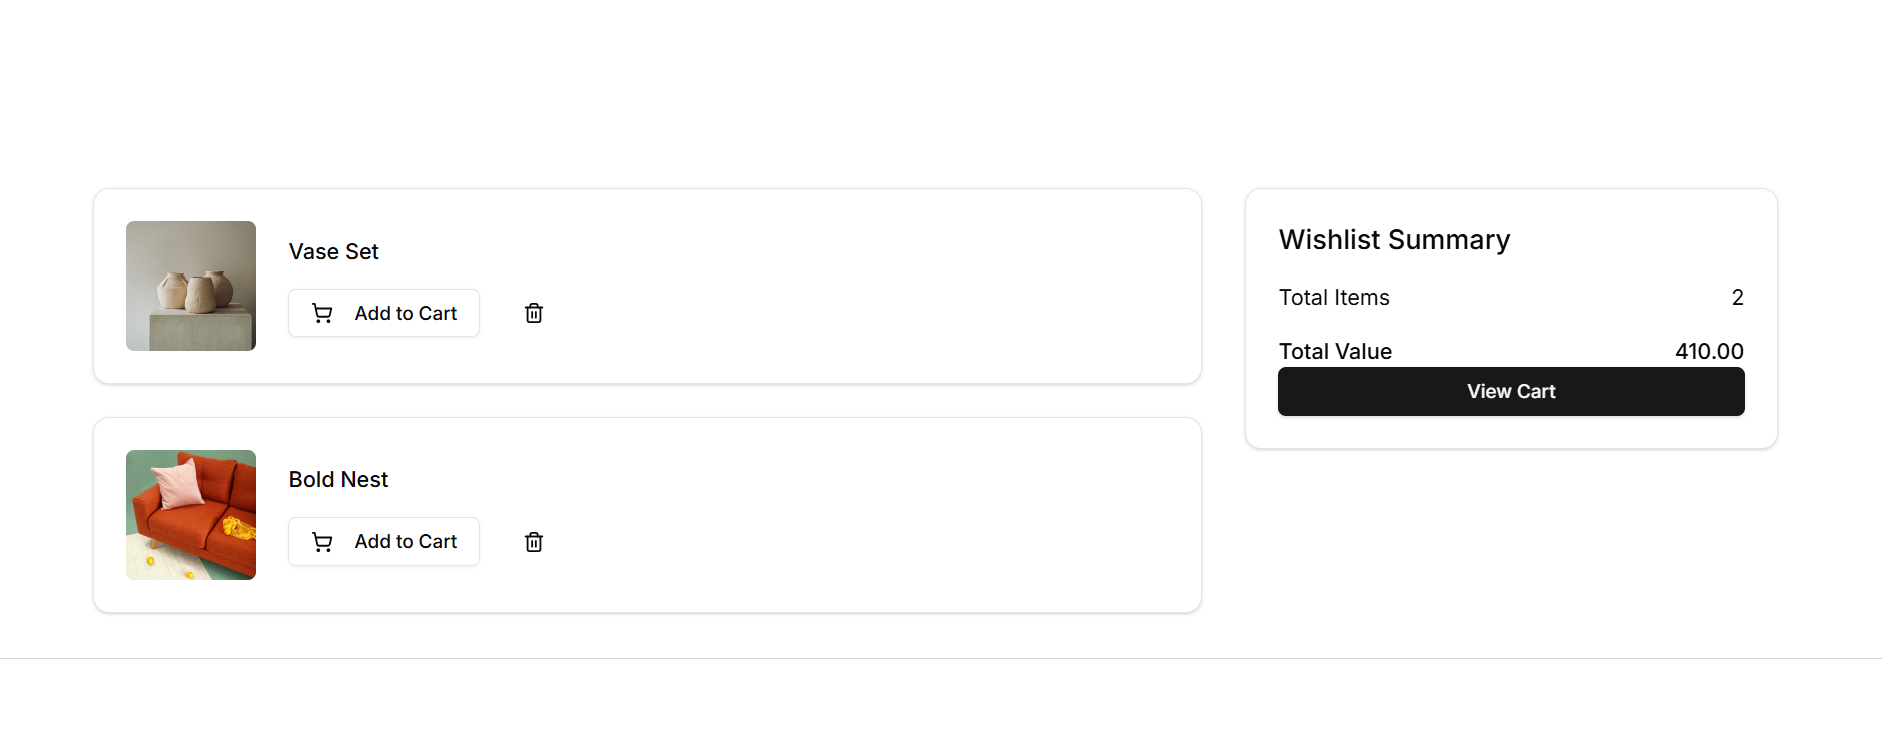 Vase Set
Add to Cart
Bold Nest
Add to Cart
Wishlist Summary
Total Items 2
Total Value 410.00
View Cart